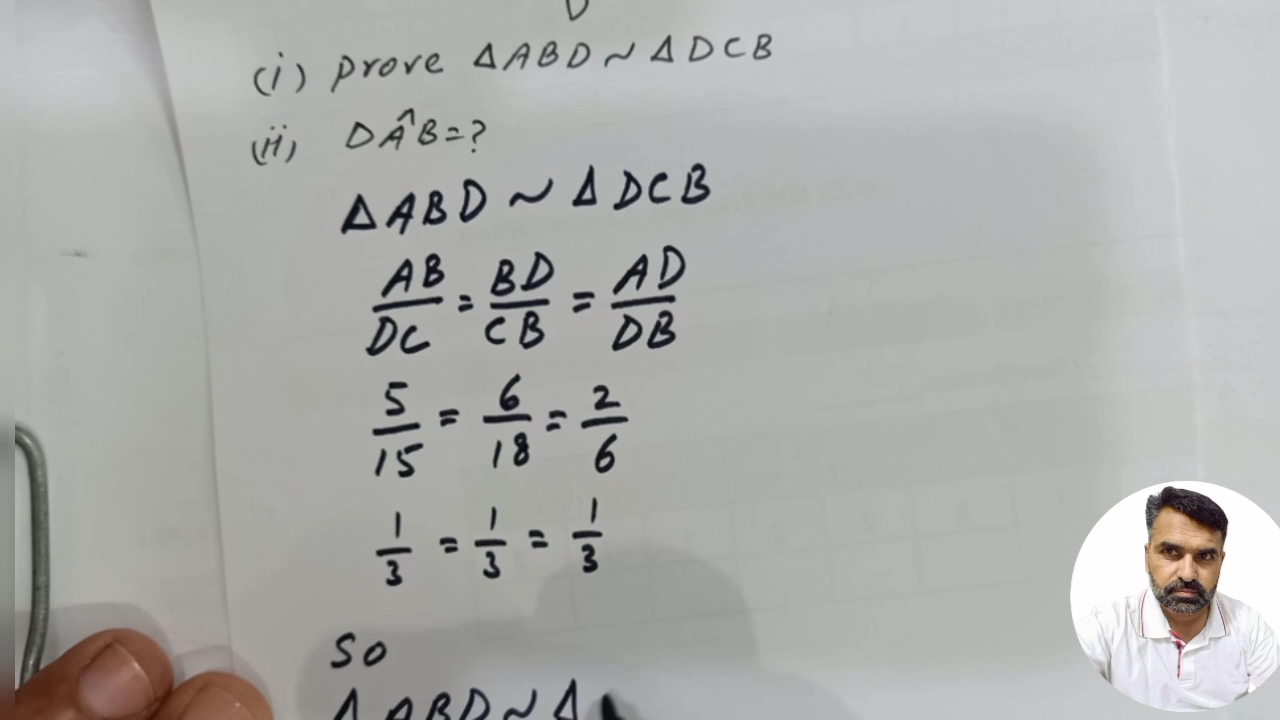 D
(i) prove ΔABD ~ ΔDCB
(ii) DÂB=?
ΔABD ~ ΔDCB
AB/DC = BD/CB = AD/DB
5/15 = 6/18 = 2/6
1/3 = 1/3 = 1/3
so
ΔABD ~ Δ